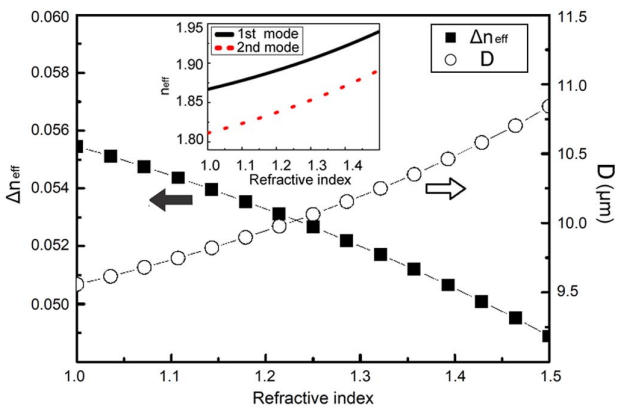 0.060
0.058
0.056
0.054
0.052
0.050
Δneff
11.5
11.0
10.5
10.0
9.5
D (μm)
1.0 1.1 1.2 1.3 1.4 1.5
Refractive index
Δneff
D
1.95
1.90
1.85
1.80
neff
1st mode
2nd mode
1.0 1.1 1.2 1.3 1.4
Refractive index